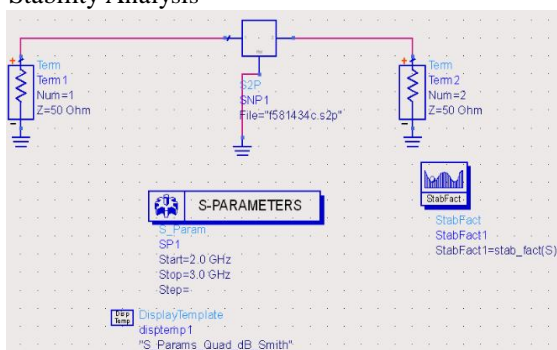 Stability Analysis
Term
Term1
Num=1
Z=50 Ohm
S2P
SNP1
File="f581434c.s2p"
Ref
Term
Term2
Num=2
Z=50 Ohm
S-PARAMETERS
S_Param
SP1
Start=2.0 GHz
Stop=3.0 GHz
Step=
StabFact
StabFact
StabFact1
StabFact1=stab_fact(S)
Disp
Temp
DisplayTemplate
disptemp1
"S_Params_Quad_dB_Smith"